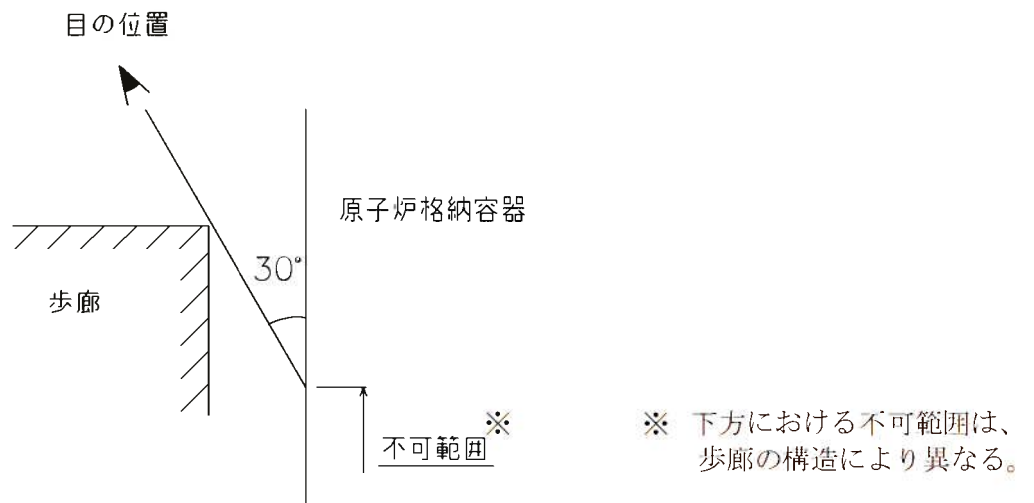 目の位置
原子炉格納容器
30°
歩廊
不可範囲※
※ 下方における不可範囲は、
歩廊の構造により異なる。